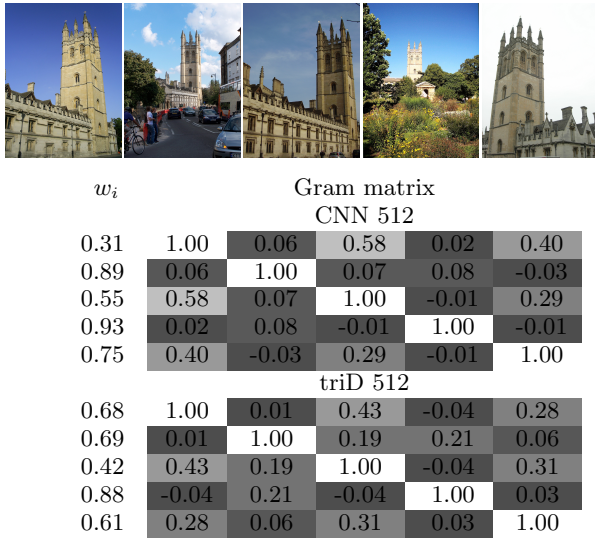 w_i Gram matrix
CNN 512
0.31 1.00 0.06 0.58 0.02 0.40
0.89 0.06 1.00 0.07 0.08 -0.03
0.55 0.58 0.07 1.00 -0.01 0.29
0.93 0.02 0.08 -0.01 1.00 -0.01
0.75 0.40 -0.03 0.29 -0.01 1.00
triD 512
0.68 1.00 0.01 0.43 -0.04 0.28
0.69 0.01 1.00 0.19 0.21 0.06
0.42 0.43 0.19 1.00 -0.04 0.31
0.88 -0.04 0.21 -0.04 1.00 0.03
0.61 0.28 0.06 0.31 0.03 1.00